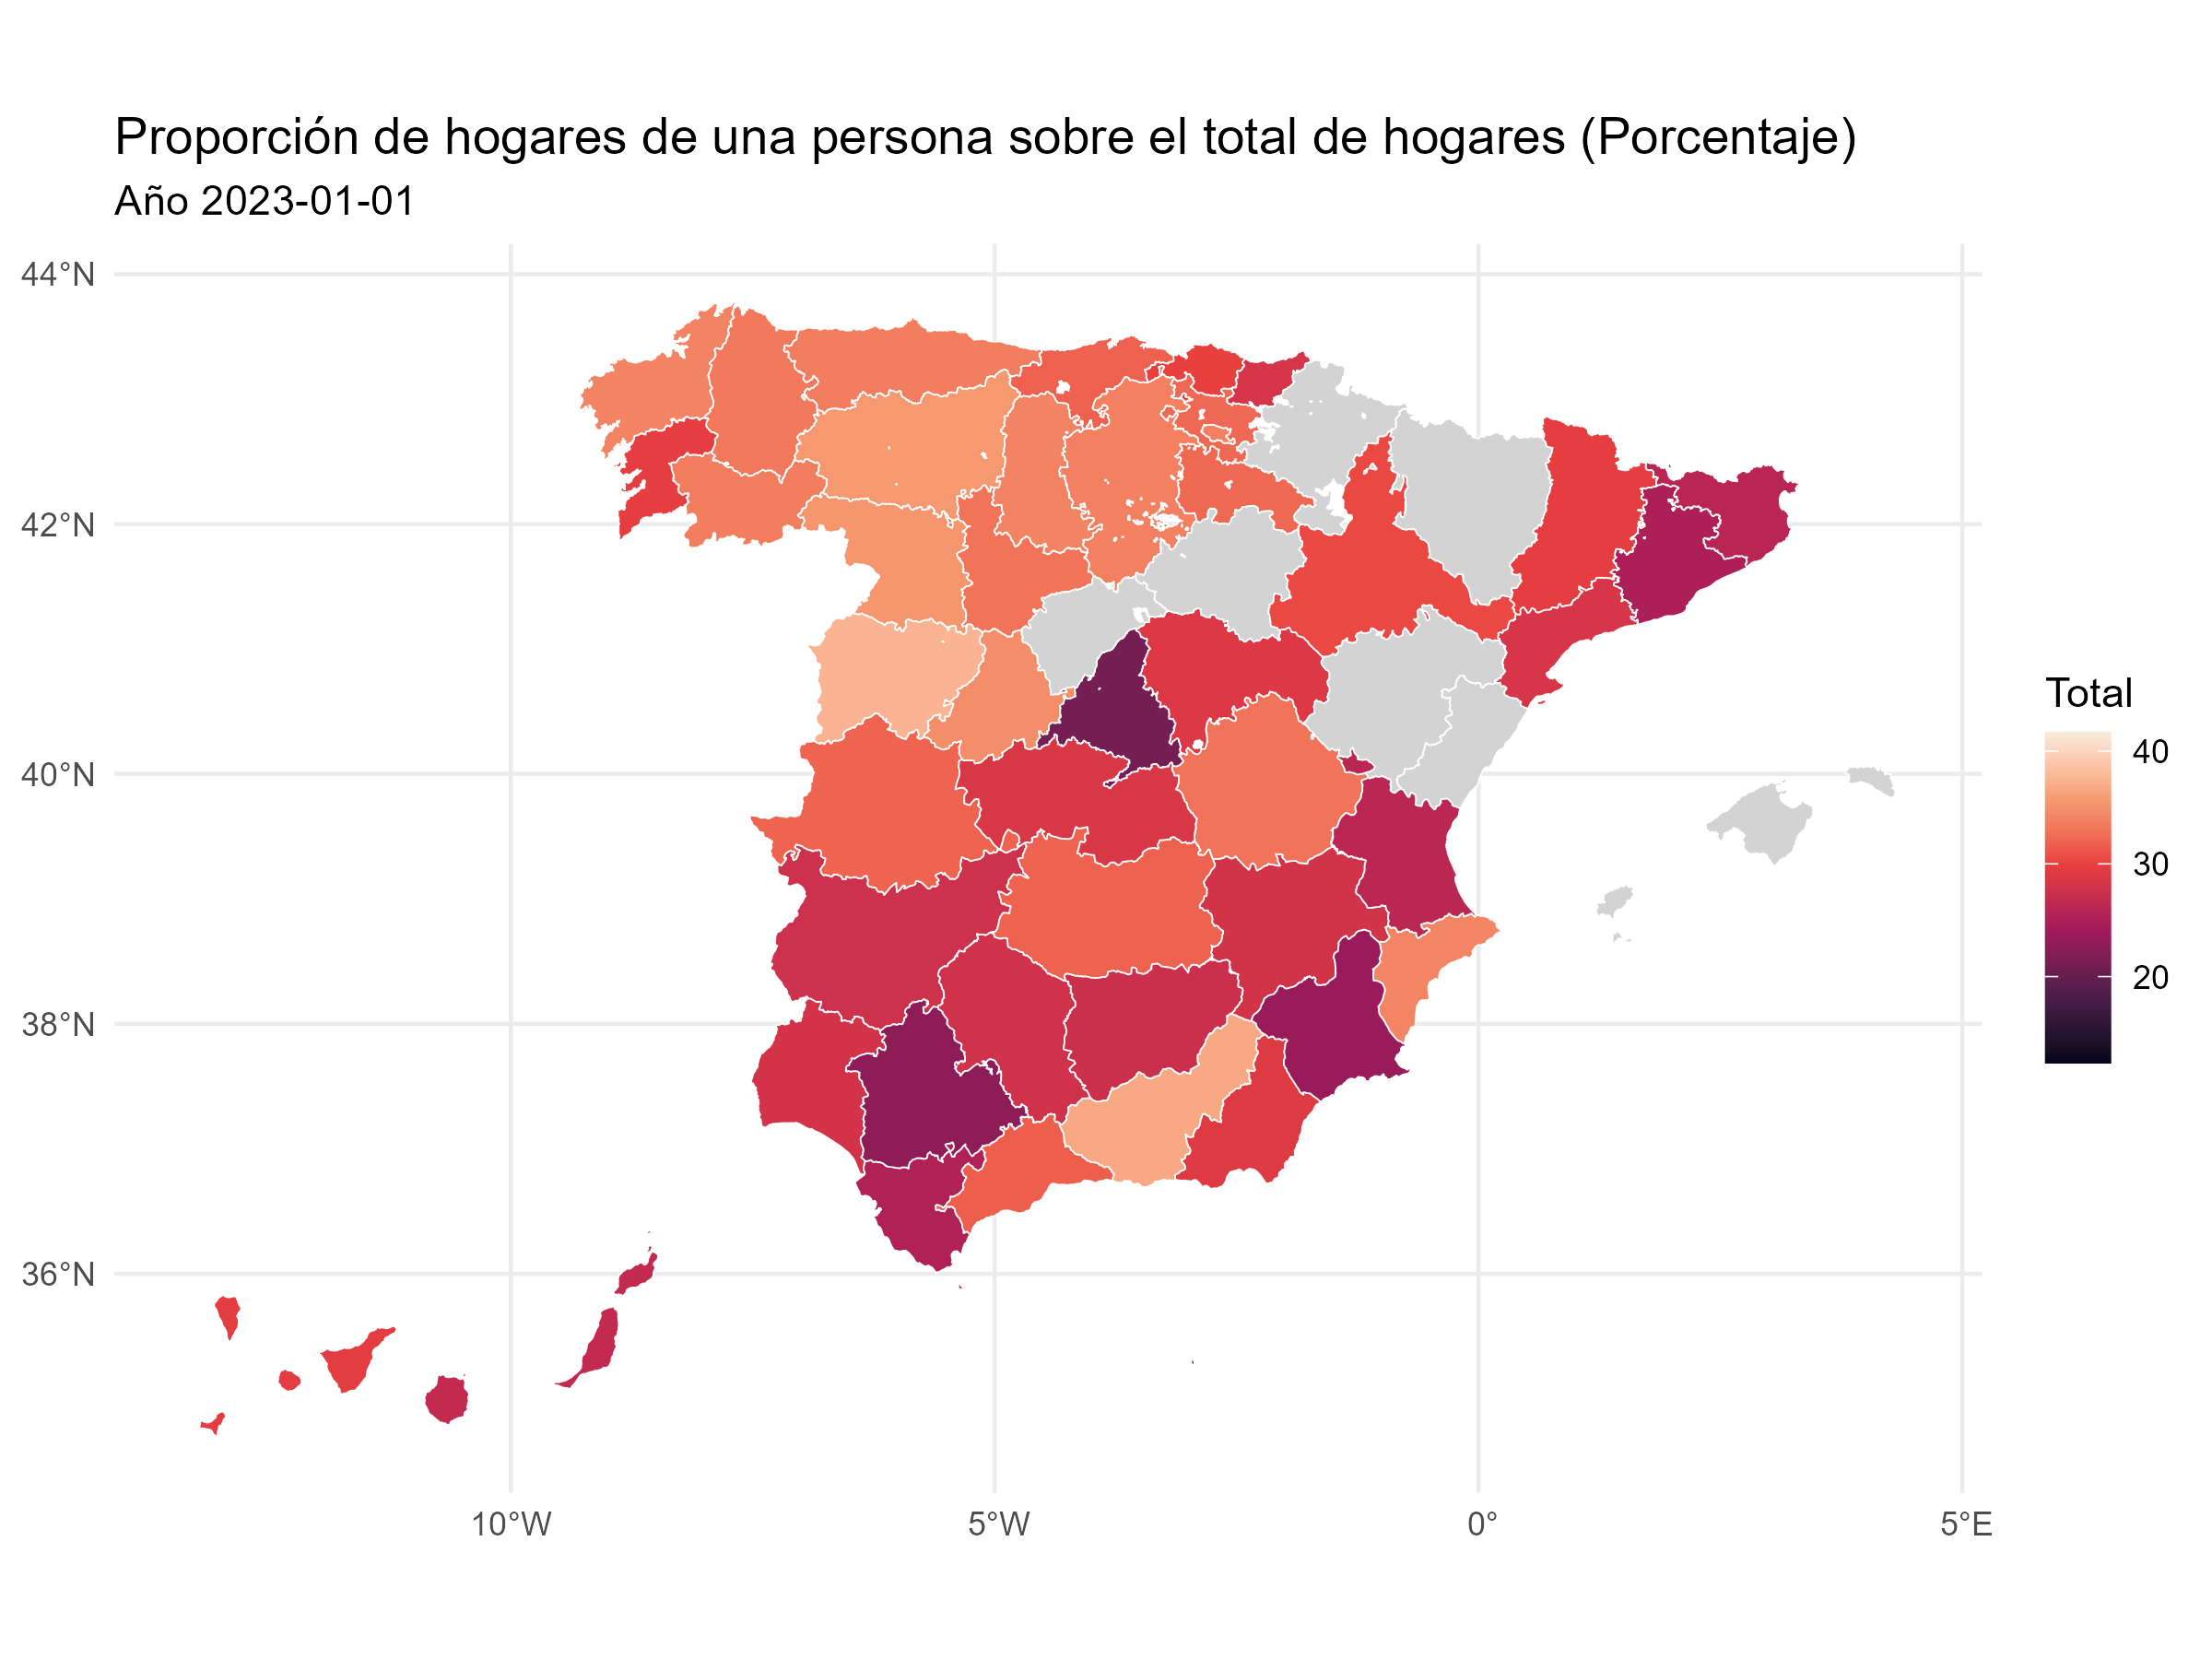 Proporción de hogares de una persona sobre el total de hogares (Porcentaje)
Año 2023-01-01
44°N
42°N
40°N
38°N
36°N
10°W
5°W
0°
5°E
Total
40
30
20